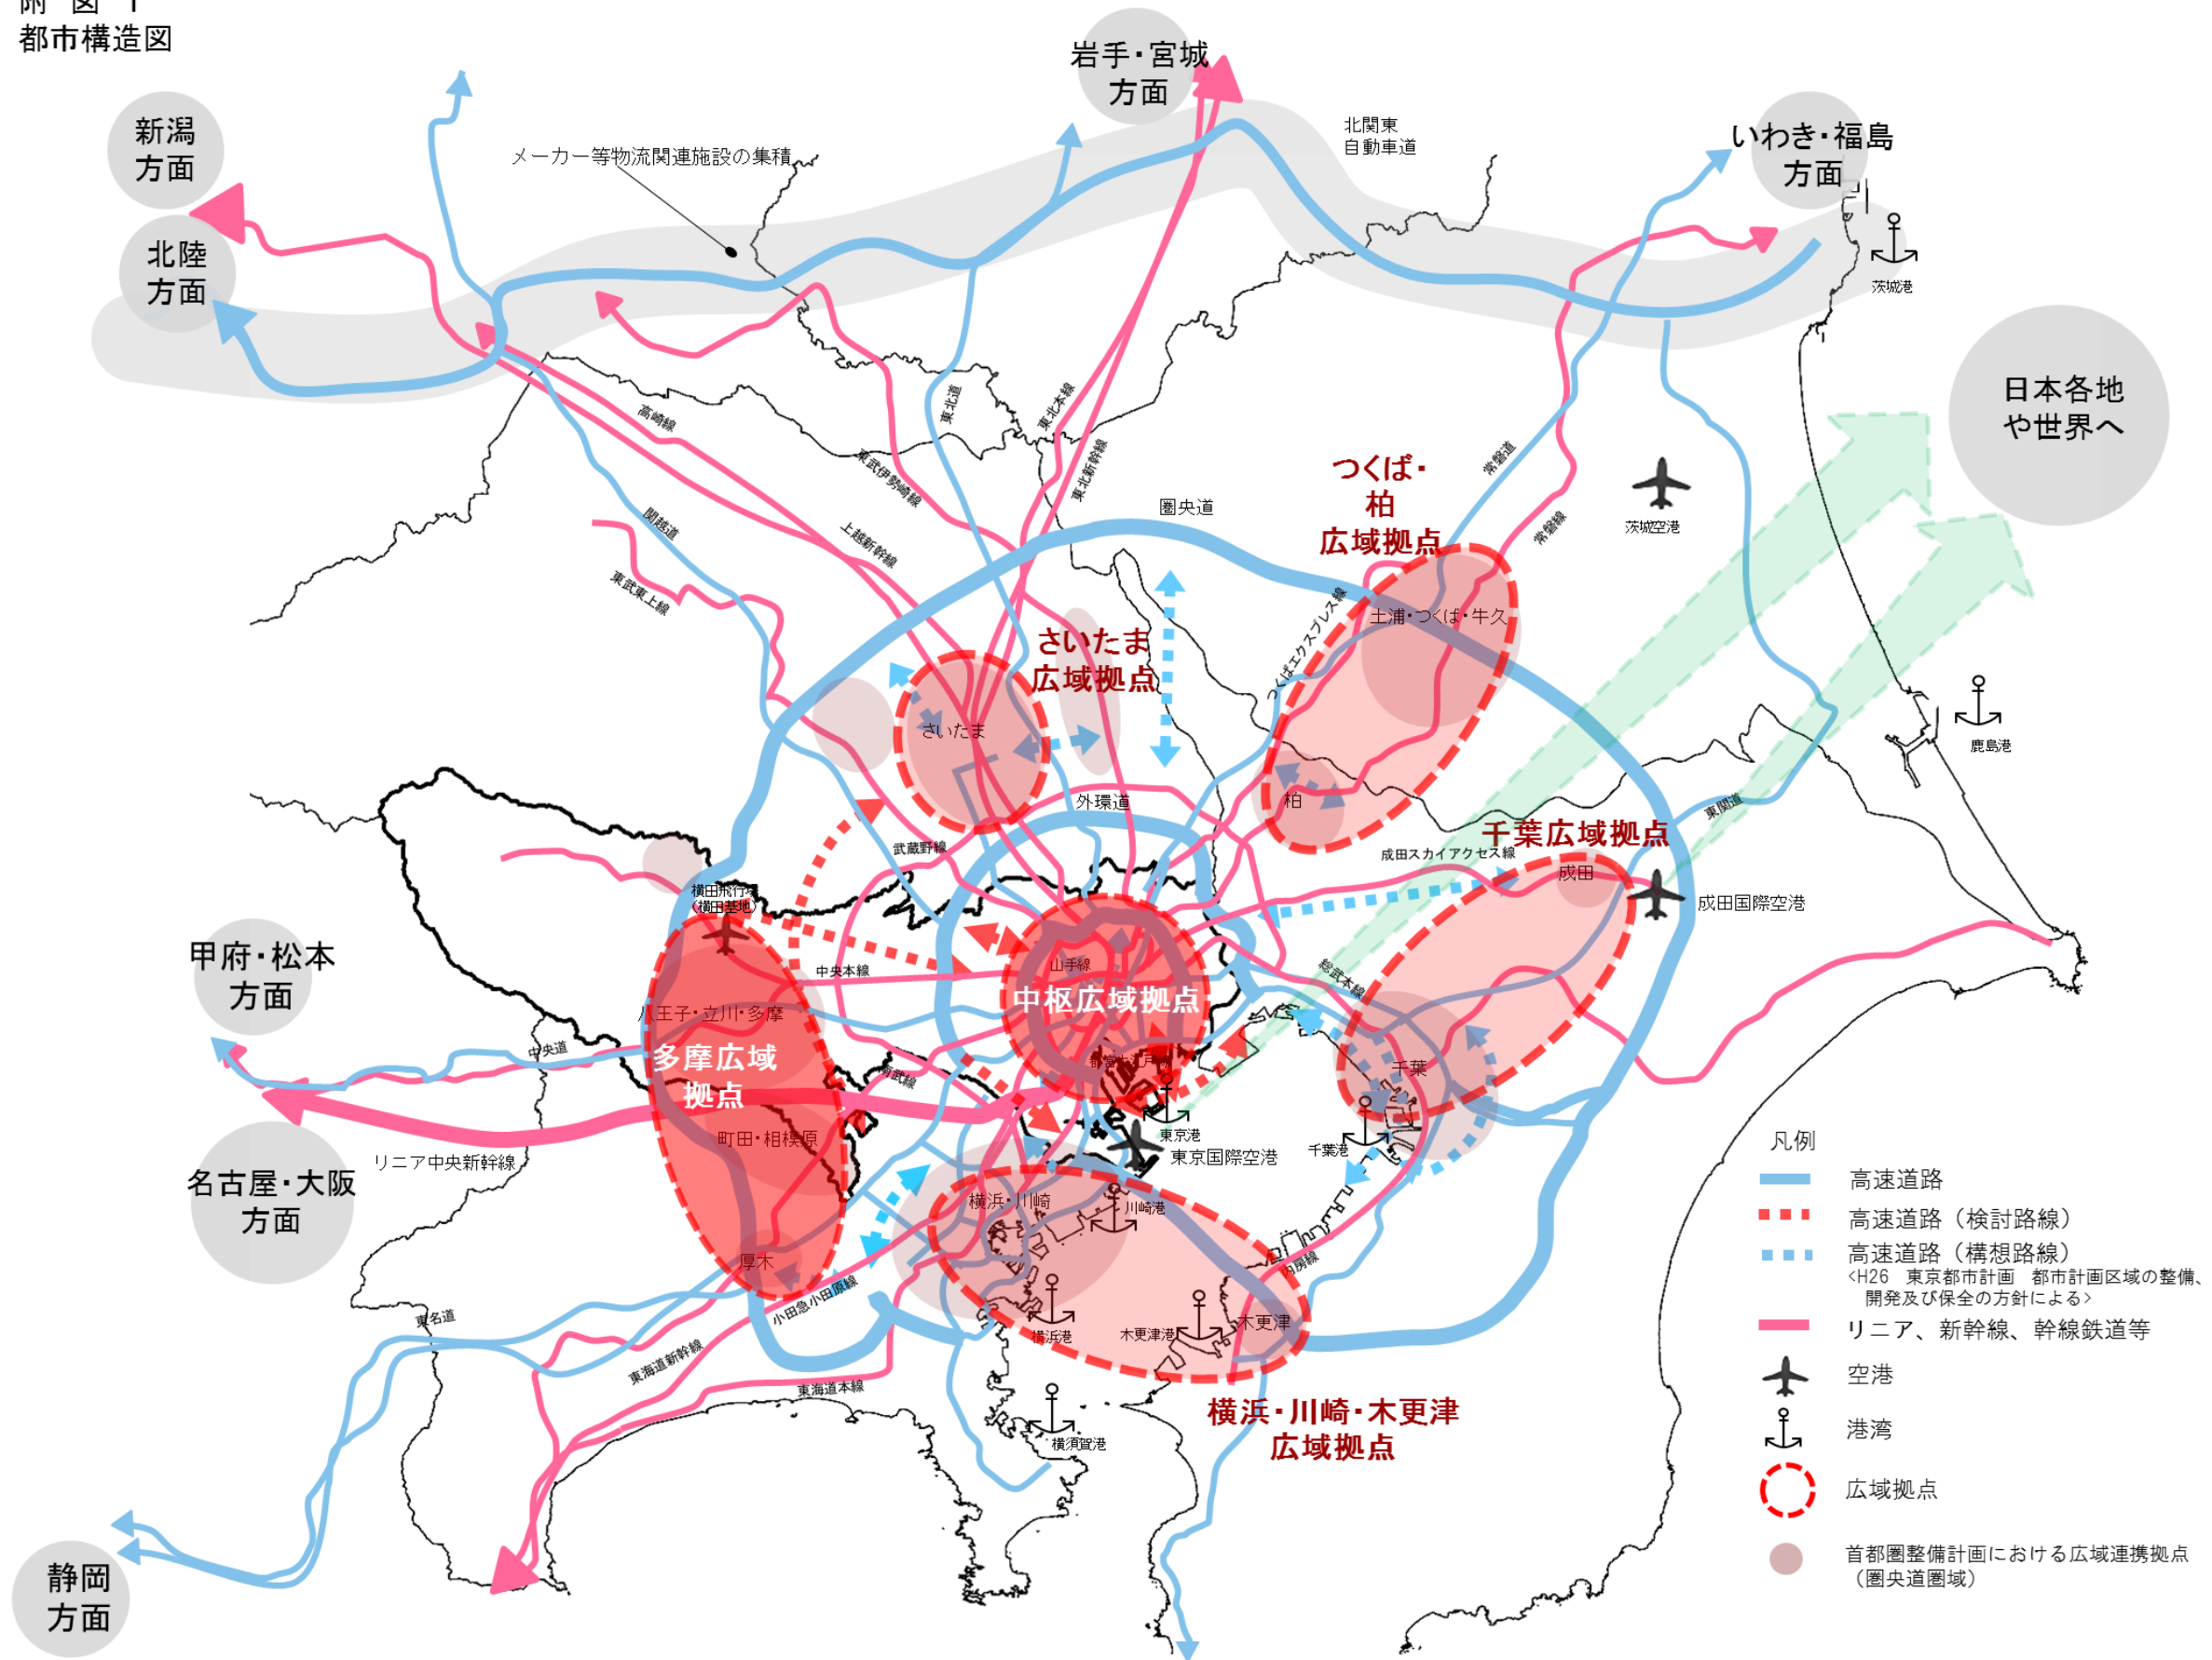 附 図 1
都市構造図
岩手・宮城
方面
新潟
方面
北陸
方面
いわき・福島
方面
メーカー等物流関連施設の集積
北関東
自動車道
茨城港
日本各地
や世界へ
高崎線
東北道
東北本線
東武伊勢崎線
東北新幹線
常磐道
つくば・
柏
広域拠点
圏央道
茨城空港
関越道
上越新幹線
常磐線
東武東上線
つくばエクスプレス線
土浦・つくば・牛久
さいたま
広域拠点
さいたま
鹿島港
柏
外環道
東関道
千葉広域拠点
武蔵野線
成田スカイアクセス線
成田
横田飛行場
(横田基地)
成田国際空港
甲府・松本
方面
中央本線
山手線
総武本線
中枢広域拠点
八王子・立川・多摩
中央道
多摩広域
拠点
南武線
千葉
東京港
町田・相模原
東京国際空港
千葉港
リニア中央新幹線
名古屋・大阪
方面
横浜・川崎
川崎港
厚木
内房線
小田急小田原線
東名道
横浜港
木更津港
木更津
東海道新幹線
東海道本線
横浜・川崎・木更津
広域拠点
横須賀港
静岡
方面
凡例
高速道路
高速道路（検討路線）
高速道路（構想路線）
<H26 東京都市計画 都市計画区域の整備、
開発及び保全の方針による>
リニア、新幹線、幹線鉄道等
空港
港湾
広域拠点
首都圏整備計画における広域連携拠点
（圏央道圏域）